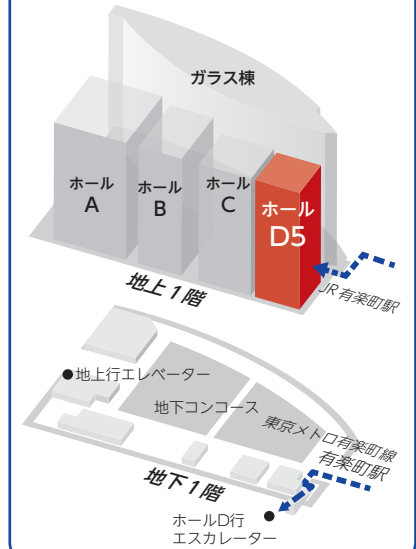 ガラス棟
ホール
A
ホール
B
ホール
C
ホール
D5
地上1階
JR有楽町駅
●地上行エレベーター
地下コンコース
東京メトロ有楽町線
有楽町駅
地下1階
ホールD行
エスカレーター